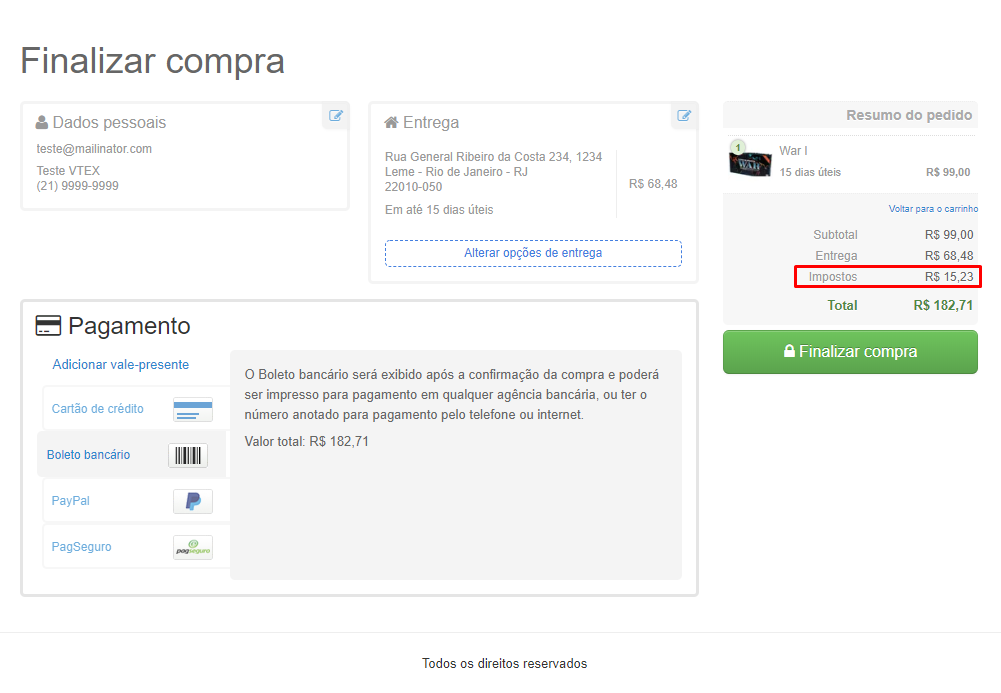 Finalizar compra
Dados pessoais
teste@mailinator.com
Teste VTEX
(21) 9999-9999
Entrega
Rua General Ribeiro da Costa 234, 1234
Leme - Rio de Janeiro - RJ
22010-050
Em até 15 dias úteis
R$ 68,48
Alterar opções de entrega
Pagamento
Adicionar vale-presente
Cartão de crédito
Boleto bancário
PayPal
PagSeguro
pagseguro
O Boleto bancário será exibido após a confirmação da compra e poderá
ser impresso para pagamento em qualquer agência bancária, ou ter o
número anotado para pagamento pelo telefone ou internet.
Valor total: R$ 182,71
Resumo do pedido
1
WAR
War I
15 dias úteis R$ 99,00
Voltar para o carrinho
Subtotal R$ 99,00
Entrega R$ 68,48
Impostos R$ 15,23
Total R$ 182,71
Finalizar compra
Todos os direitos reservados